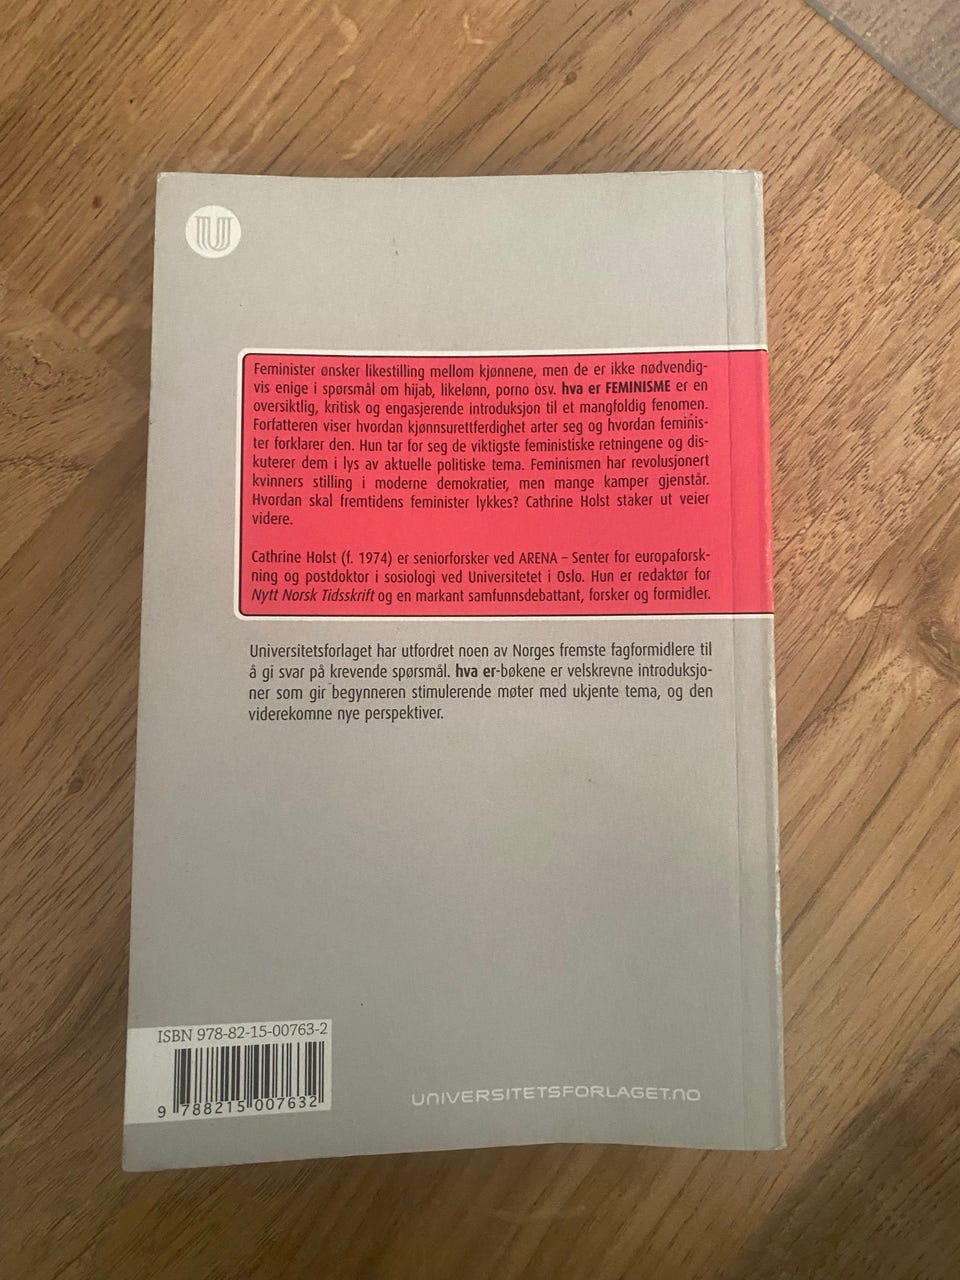 U
Feminister ønsker likestilling mellom kjønnene, men de er ikke nødvendig-
vis enige i spørsmål om hijab, likelønn, porno osv. hva er FEMINISME er en
oversiktlig, kritisk og engasjerende introduksjon til et mangfoldig fenomen.
Forfatteren viser hvordan kjønnsurettferdighet arter seg og hvordan feminis-
ter forklarer den. Hun tar for seg de viktigste feministiske retningene og dis-
kuterer dem i lys av aktuelle politiske tema. Feminismen har revolusjonert
kvinners stilling i moderne demokratier, men mange kamper gjenstår.
Hvordan skal fremtidens feminister lykkes? Cathrine Holst staker ut veier
videre.
Cathrine Holst (f. 1974) er seniorforsker ved ARENA – Senter for europaforsk-
ning og postdoktor i sosiologi ved Universitetet i Oslo. Hun er redaktør for
Nytt Norsk Tidsskrift og en markant samfunnsdebattant, forsker og formidler.
Universitetsforlaget har utfordret noen av Norges fremste fagformidlere til
å gi svar på krevende spørsmål. hva er-bøkene er velskrevne introduksjo-
ner som gir begynneren stimulerende møter med ukjente tema, og den
viderekomne nye perspektiver.
ISBN 978-82-15-00763-2
9 788215 007632
UNIVERSITETSFORLAGET.NO